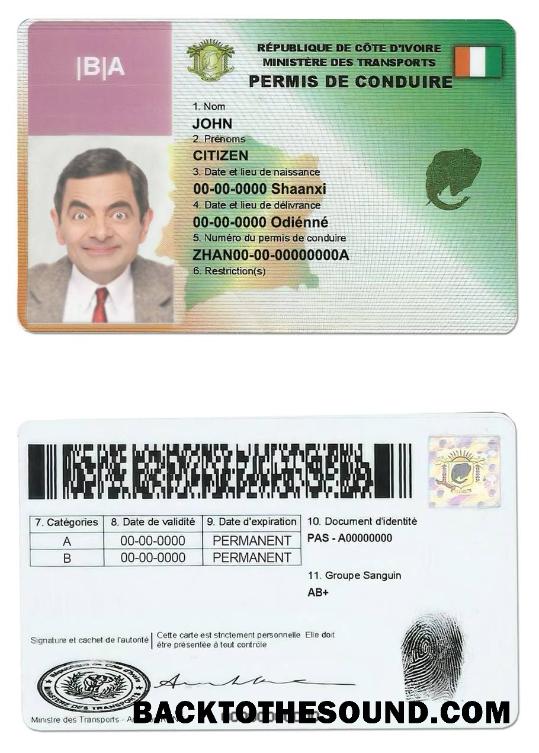 |B|A
RÉPUBLIQUE DE CÔTE D'IVOIRE
MINISTÈRE DES TRANSPORTS
PERMIS DE CONDUIRE
1. Nom
JOHN
2. Prénoms
CITIZEN
3. Date et lieu de naissance
00-00-0000 Shaanxi
4. Date et lieu de délivrance
00-00-0000 Odiénné
5. Numéro du permis de conduire
ZHAN00-00-00000000A
6. Restriction(s)
7. Catégories 8. Date de validité 9. Date d'expiration
A 00-00-0000 PERMANENT
B 00-00-0000 PERMANENT
10. Document d'identité
PAS - A00000000
11. Groupe Sanguin
AB+
Signature et cachet de l'autorité
Cette carte est strictement personnelle Elle doit
être présentée à tout contrôle
MINISTÈRE DES TRANSPORTS
Ministre des Transports -
BACKTOTHESOUND.COM